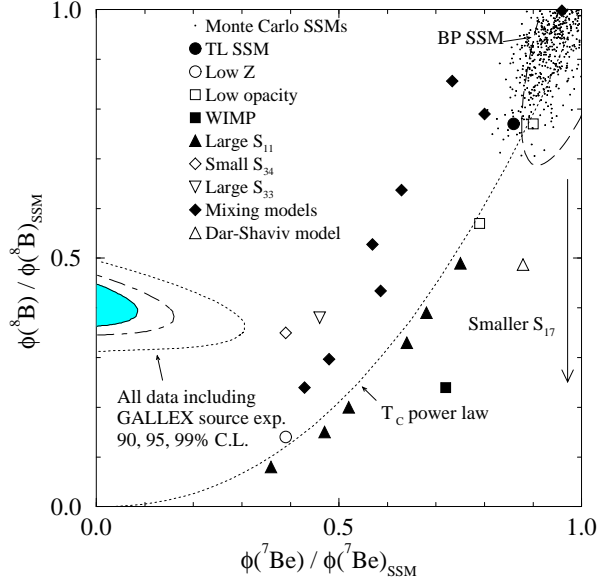 1.0
Monte Carlo SSMs
TL SSM
Low Z
Low opacity
WIMP
Large S₁₁
Small S₃₄
Large S₃₃
Mixing models
Dar-Shaviv model
BP SSM
0.5
ϕ(⁸B) / ϕ(⁸B)SSM
Smaller S₁₇
All data including
GALLEX source exp.
90, 95, 99% C.L.
T C power law
0.0
0.0 0.5 1.0
ϕ(⁷Be) / ϕ(⁷Be)SSM